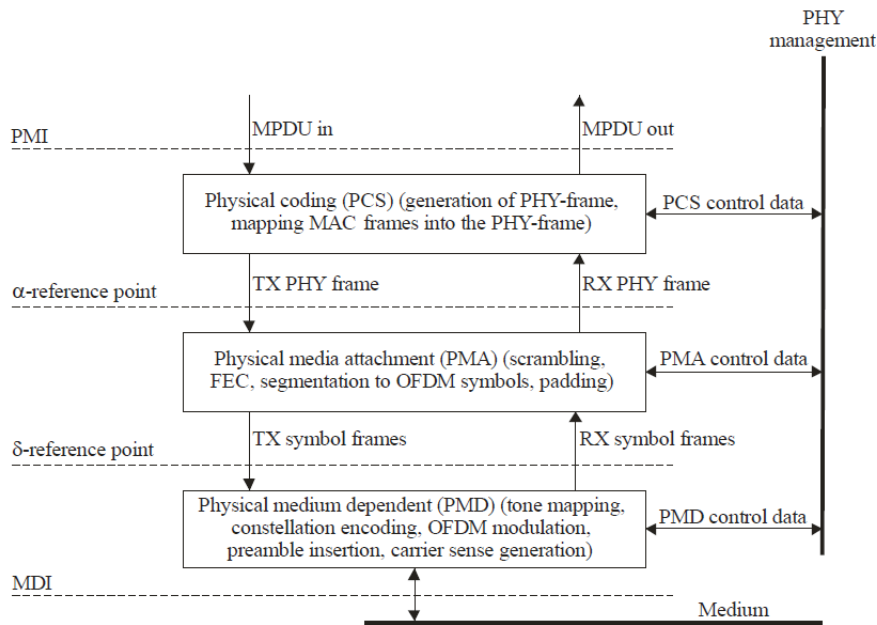 PHY
management
MPDU in
MPDU out
PMI
Physical coding (PCS) (generation of PHY-frame,
mapping MAC frames into the PHY-frame)
PCS control data
TX PHY frame
RX PHY frame
α-reference point
Physical media attachment (PMA) (scrambling,
FEC, segmentation to OFDM symbols, padding)
PMA control data
TX symbol frames
RX symbol frames
δ-reference point
Physical medium dependent (PMD) (tone mapping,
constellation encoding, OFDM modulation,
preamble insertion, carrier sense generation)
PMD control data
MDI
Medium